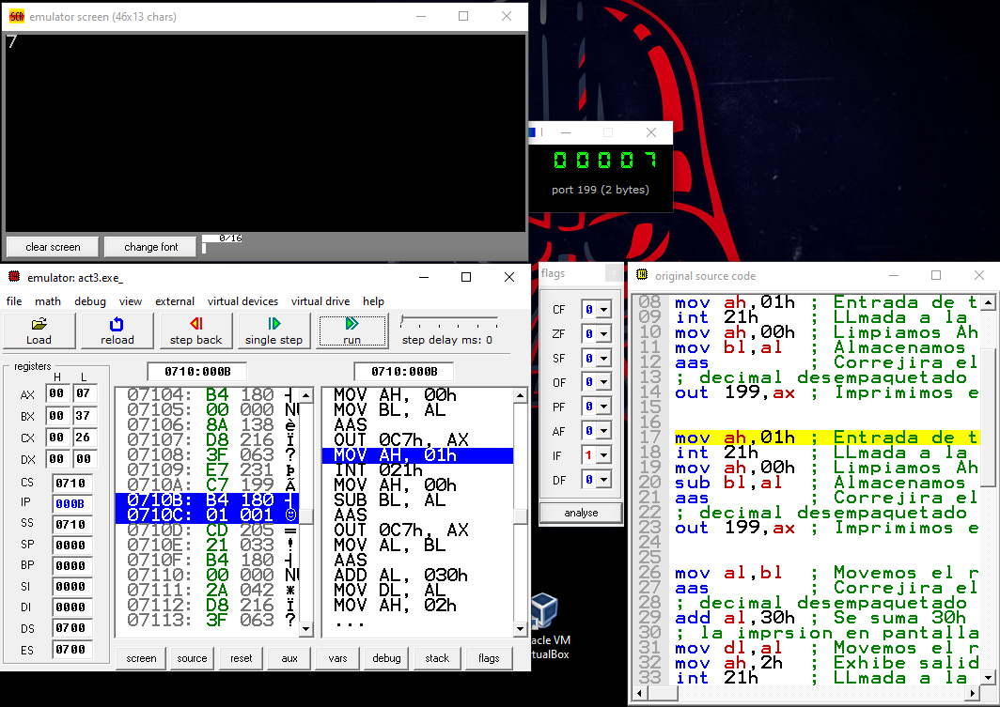 emulator screen (46x13 chars)
7
clear screen
change font
0/16
00007
port 199 (2 bytes)
emulator: act3.exe_
file math debug view external virtual devices virtual drive help
Load
reload
step back
single step
run
step delay ms: 0
registers
H L
AX 00 07
BX 00 37
CX 00 26
DX 00 00
CS 0710
IP 000B
SS 0710
SP 0000
BP 0000
SI 0000
DI 0000
DS 0700
ES 0700
0710:000B
07104: B4 180 ┤
07105: 00 000 NU
07106: 8A 138 è
07107: D8 216 Ï
07108: 3F 063 ?
07109: E7 231 þ
0710A: C7 199 Ã
0710B: B4 180 ┤
0710C: 01 001 ☺
0710D: CD 205 =
0710E: 21 033 !
0710F: B4 180 ┤
07110: 00 000 NU
07111: 2A 042 *
07112: D8 216 Ï
07113: 3F 063 ?
0710:000B
MOV AH, 00h
MOV BL, AL
AAS
OUT 0C7h, AX
MOV AH, 01h
INT 021h
MOV AH, 00h
SUB BL, AL
AAS
OUT 0C7h, AX
MOV AL, BL
AAS
ADD AL, 030h
MOV DL, AL
MOV AH, 02h
...
screen source reset aux vars debug stack flags
flags
CF 0
ZF 0
SF 0
OF 0
PF 0
AF 0
IF 1
DF 0
analyse
original source code
08 mov ah,01h ; Entrada de t
09 int 21h ; LLmada a la
10 mov ah,00h ; Limpiamos Ah
11 mov bl,al ; Almacenamos
12 aas ; Correjira el
13 ; decimal desempaquetado
14 out 199,ax ; Imprimimos e
15
16
17 mov ah,01h ; Entrada de t
18 int 21h ; LLmada a la
19 mov ah,00h ; Limpiamos Ah
20 sub bl,al ; Almacenamos
21 aas ; Correjira el
22 ; decimal desempaquetado
23 out 199,ax ; Imprimimos e
24
25
26 mov al,bl ; Movemos el r
27 aas ; Correjira el
28 ; decimal desempaquetado
29 add al,30h ; Se suma 30h
30 ; la imprsion en pantalla
31 mov dl,al ; Movemos el r
32 mov ah,2h ; Exhibe salid
33 int 21h ; LLmada a la
acle VM
rtualBox